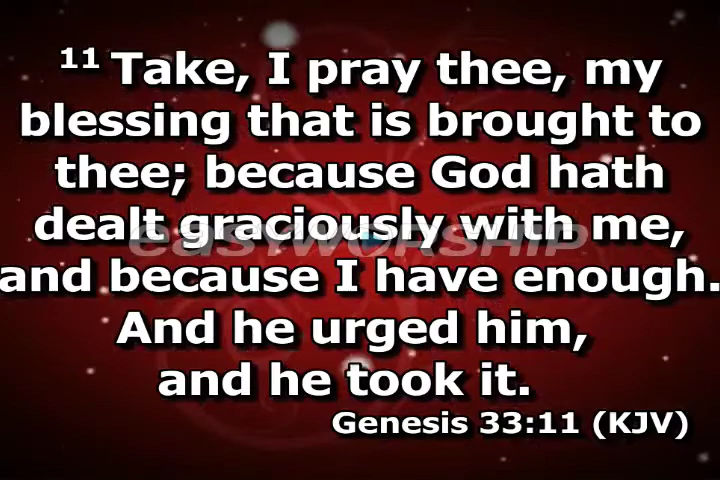 11 Take, I pray thee, my
blessing that is brought to
thee; because God hath
dealt graciously with me,
and because I have enough.
And he urged him,
and he took it.
Genesis 33:11 (KJV)
EASYWORSHIP